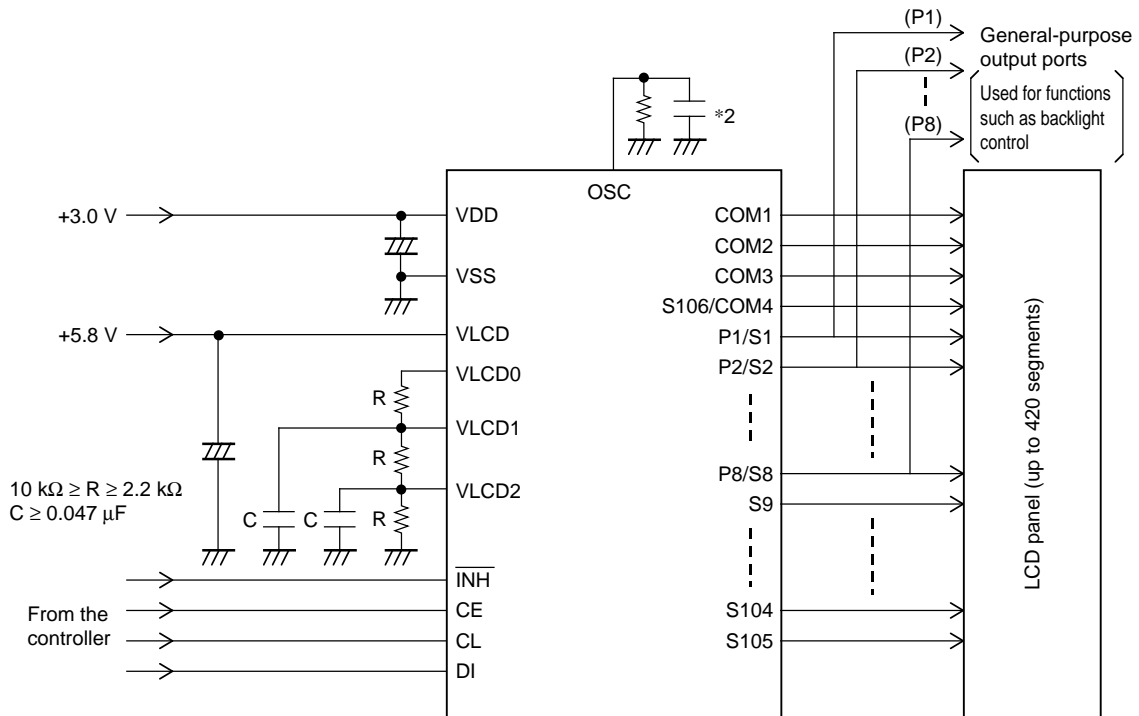 (P1)
General-purpose
output ports
(P2)
Used for functions
such as backlight
control
(P8)
*2
OSC
+3.0 V
VDD
VSS
+5.8 V
VLCD
VLCD0
R
VLCD1
R
VLCD2
C
C
R
10 kΩ ≥ R ≥ 2.2 kΩ
C ≥ 0.047 μF
INH
From the
controller
CE
CL
DI
COM1
COM2
COM3
S106/COM4
P1/S1
P2/S2
P8/S8
S9
S104
S105
LCD panel (up to 420 segments)